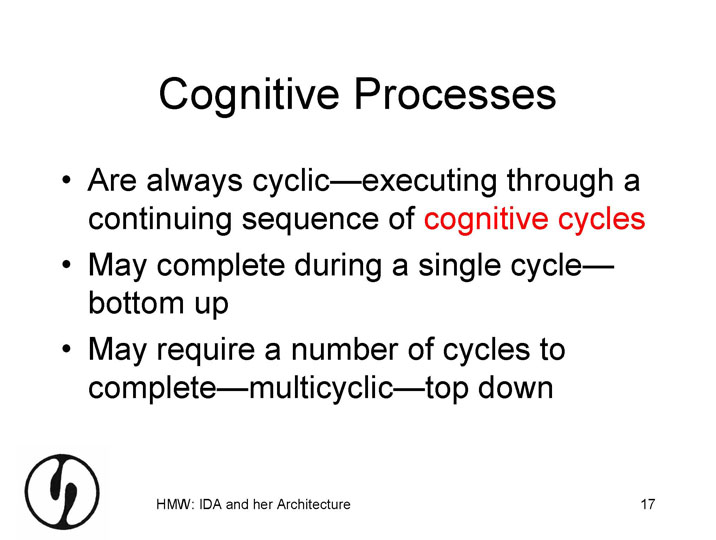 Cognitive Processes
• Are always cyclic—executing through a
continuing sequence of cognitive cycles
• May complete during a single cycle—
bottom up
• May require a number of cycles to
complete—multicyclic—top down
HMW: IDA and her Architecture
17